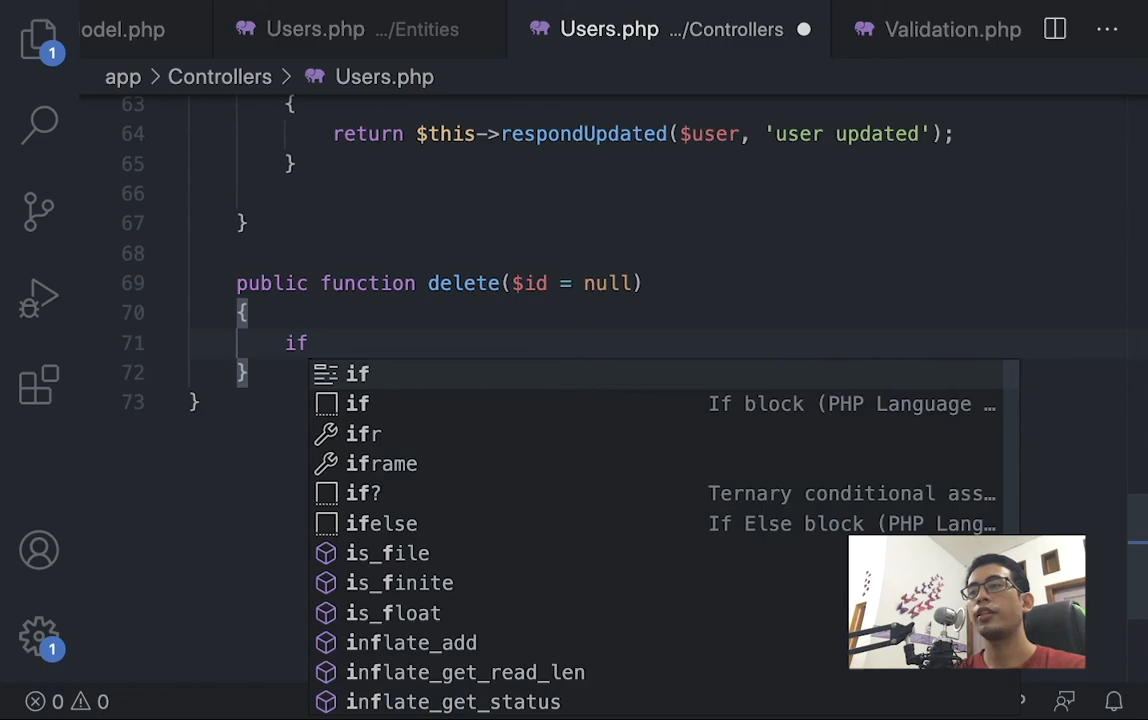 odel.php Users.php .../Entities Users.php .../Controllers Validation.php ...
1
app > Controllers > Users.php
63 {
64 return $this->respondUpdated($user, 'user updated');
65 }
66
67 }
68
69 public function delete($id = null)
70 {
71 if
72 }
73 }
if
if If block (PHP Language …
ifr
iframe
if? Ternary conditional ass…
ifelse If Else block (PHP Lang…
is_file
is_finite
is_float
inflate_add
inflate_get_read_len
inflate_get_status
1
0 0